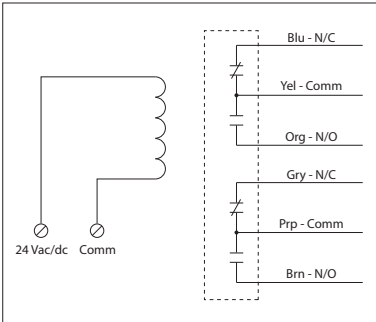 Blu - N/C
Yel - Comm
Org - N/O
Gry - N/C
Prp - Comm
Brn - N/O
24 Vac/dc Comm